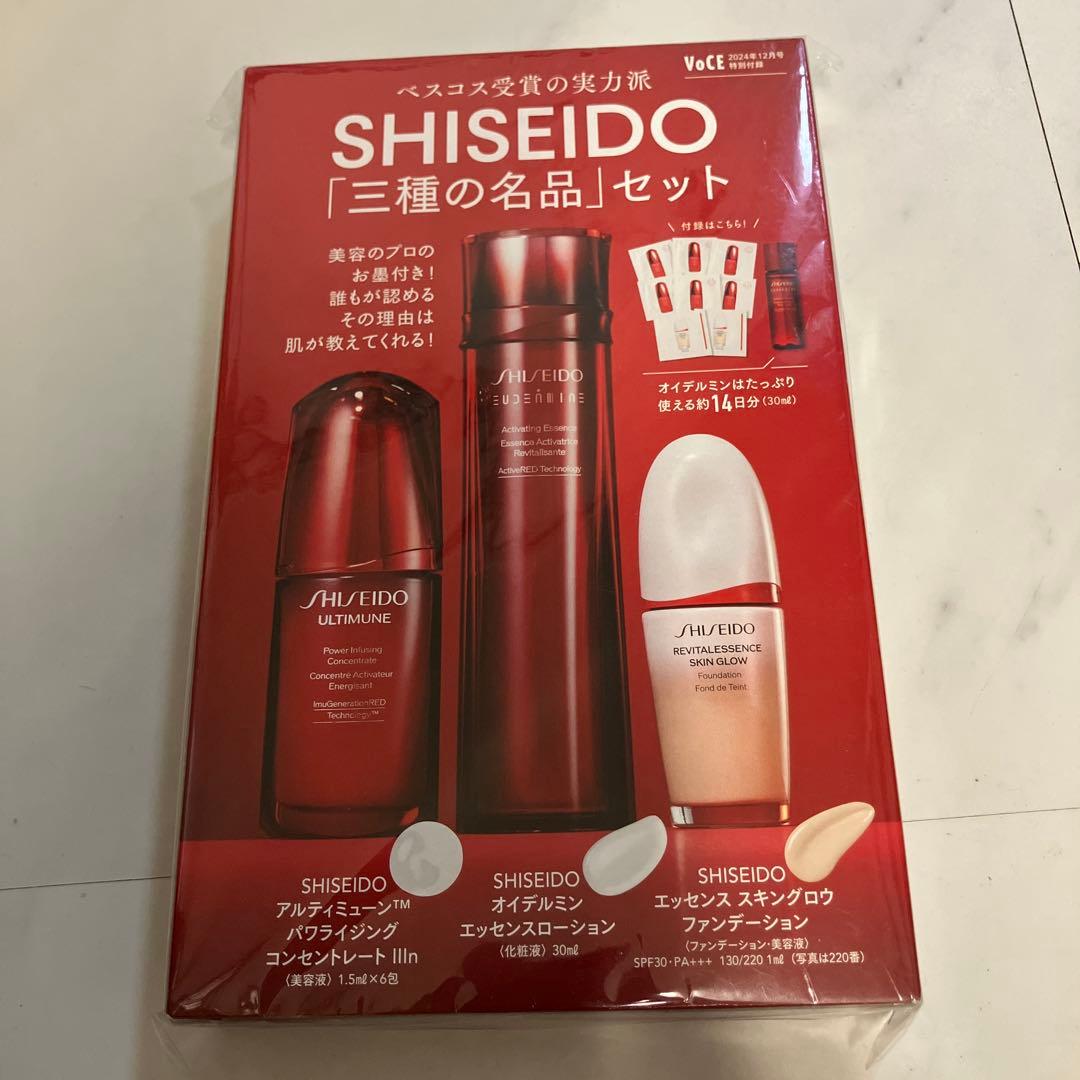 VoCE 2024年12月号
特別付録
ベスコス受賞の実力派
SHISEIDO
「三種の名品」セット
美容のプロの
お墨付き!
誰もが認める
その理由は
肌が教えてくれる!
\ 付録はこちら! /
オイデルミンはたっぷり
使える約14日分(30㎖)
SHISEIDO
EUDERMINE
Activating Essence
Essence Activatrice
Revitalisante
ActiveRED Technology
SHISEIDO
ULTIMUNE
Power Infusing
Concentrate
Concentré Activateur
Energisant
ImuGenerationRED
Technology™
SHISEIDO
REVITALESSENCE
SKIN GLOW
Foundation
Fond de Teint
SHISEIDO
アルティミューン™
パワライジング
コンセントレート IIIn
〈美容液〉 1.5㎖×6包
SHISEIDO
オイデルミン
エッセンスローション
〈化粧液〉 30㎖
SHISEIDO
エッセンス スキングロウ
ファンデーション
〈ファンデーション・美容液〉
SPF30・PA+++ 130/220 1㎖ (写真は220番)